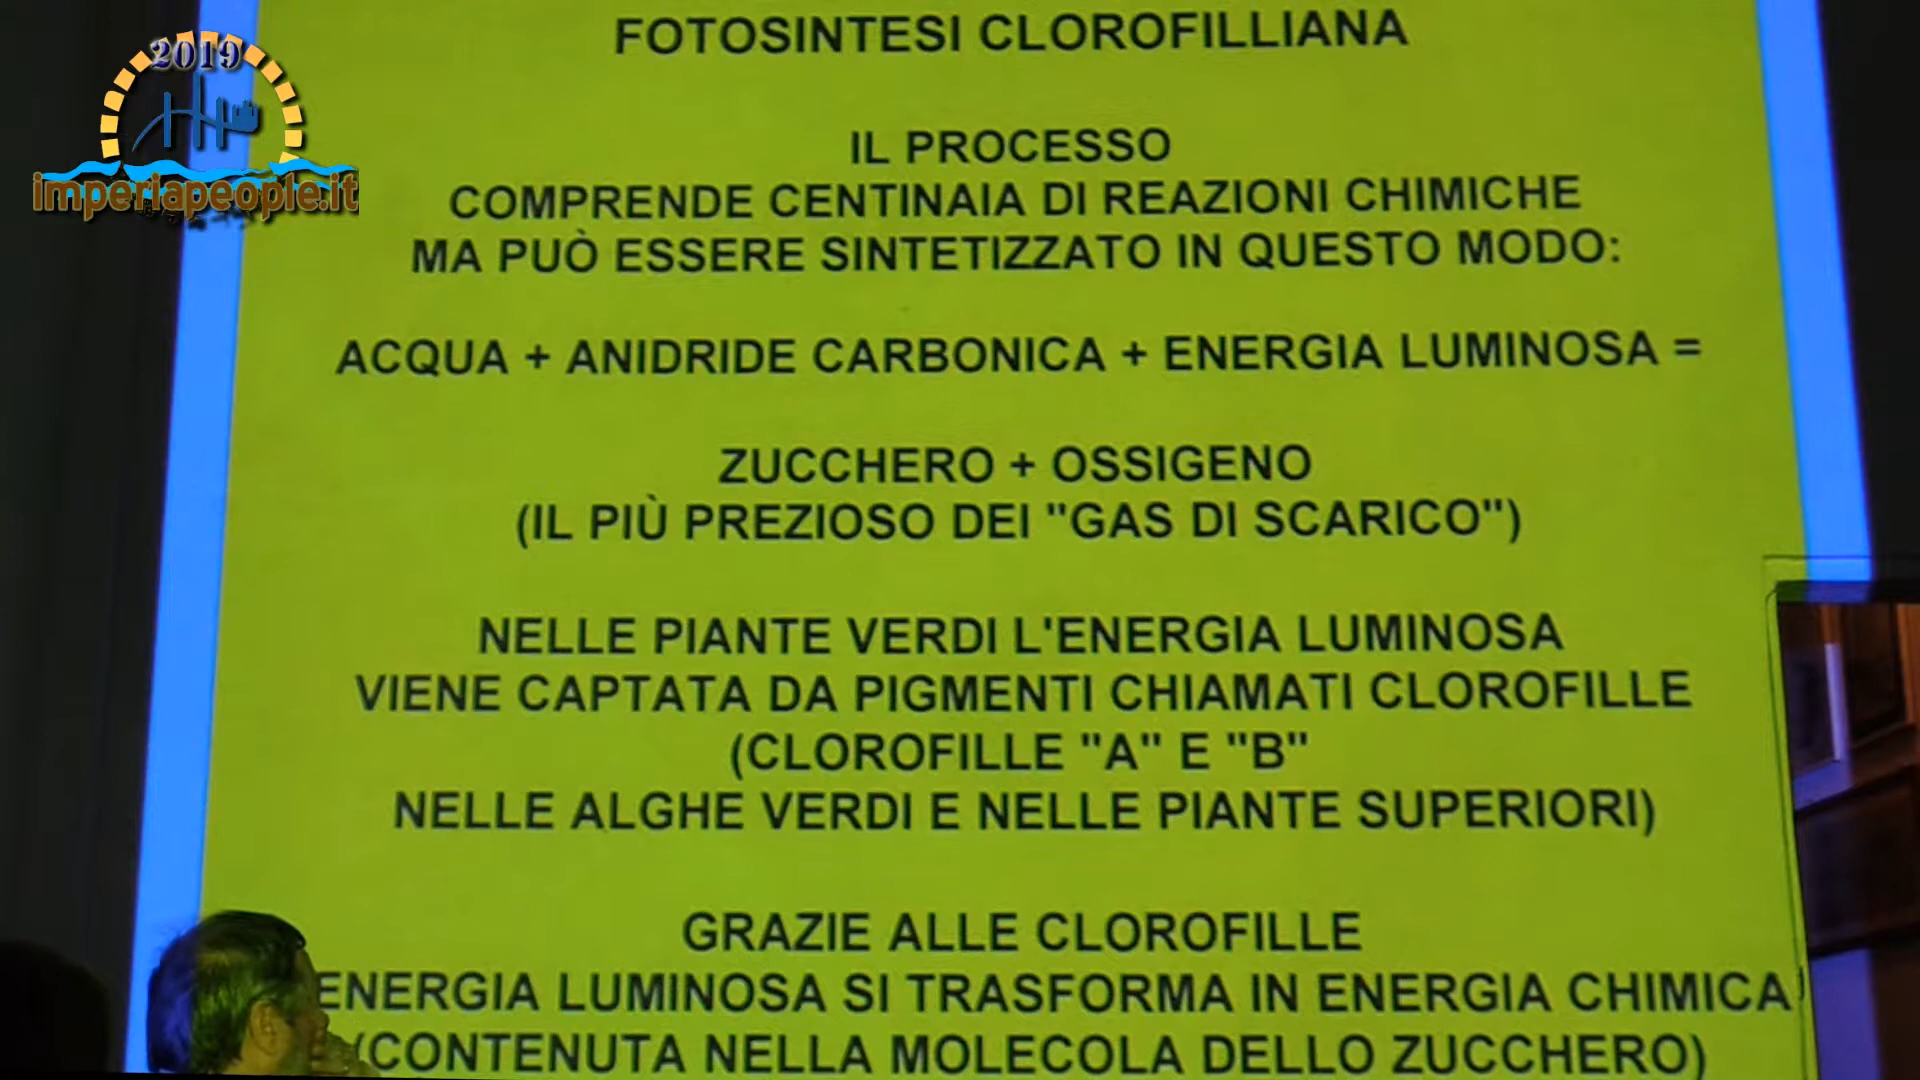 2019
imperiapeople.it
FOTOSINTESI CLOROFILLIANA
IL PROCESSO
COMPRENDE CENTINAIA DI REAZIONI CHIMICHE
MA PUÒ ESSERE SINTETIZZATO IN QUESTO MODO:
ACQUA + ANIDRIDE CARBONICA + ENERGIA LUMINOSA =
ZUCCHERO + OSSIGENO
(IL PIÙ PREZIOSO DEI "GAS DI SCARICO")
NELLE PIANTE VERDI L'ENERGIA LUMINOSA
VIENE CAPTATA DA PIGMENTI CHIAMATI CLOROFILLE
(CLOROFILLE "A" E "B"
NELLE ALGHE VERDI E NELLE PIANTE SUPERIORI)
GRAZIE ALLE CLOROFILLE
ENERGIA LUMINOSA SI TRASFORMA IN ENERGIA CHIMICA
(CONTENUTA NELLA MOLECOLA DELLO ZUCCHERO)